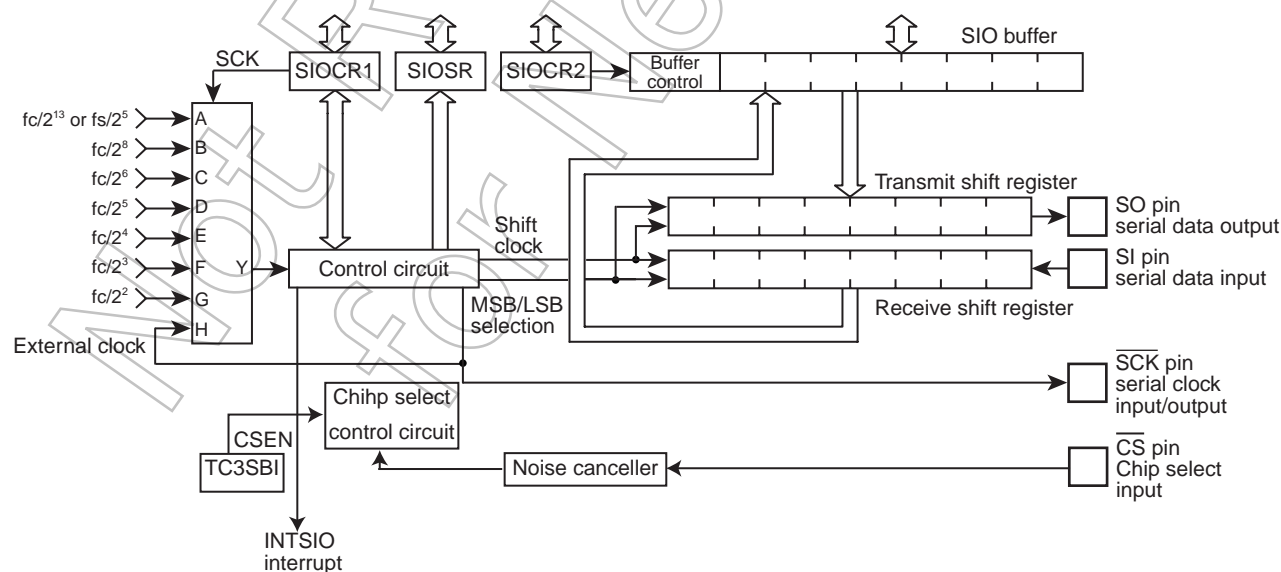 SIO buffer
SCK
SIOCR1
SIOSR
SIOCR2
Buffer
control
fc/2¹³ or fs/2⁵
A
fc/2⁸
B
fc/2⁶
C
fc/2⁵
D
fc/2⁴
E
fc/2³
F
Y
fc/2²
G
H
External clock
Control circuit
Shift
clock
MSB/LSB
selection
Transmit shift register
Receive shift register
SO pin
serial data output
SI pin
serial data input
S̅C̅K̅ pin
serial clock
input/output
Chihp select
control circuit
CSEN
TC3SBI
Noise canceller
C̅S̅ pin
Chip select
input
INTSIO
interrupt
Not R
for Ne